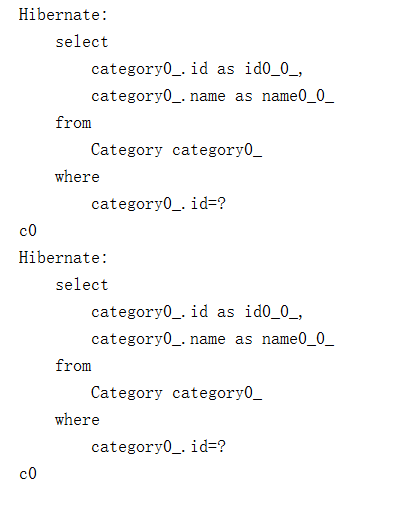 Hibernate:
    select
        category0_.id as id0_0_,
        category0_.name as name0_0_
    from
        Category category0_
    where
        category0_.id=?
c0
Hibernate:
    select
        category0_.id as id0_0_,
        category0_.name as name0_0_
    from
        Category category0_
    where
        category0_.id=?
c0